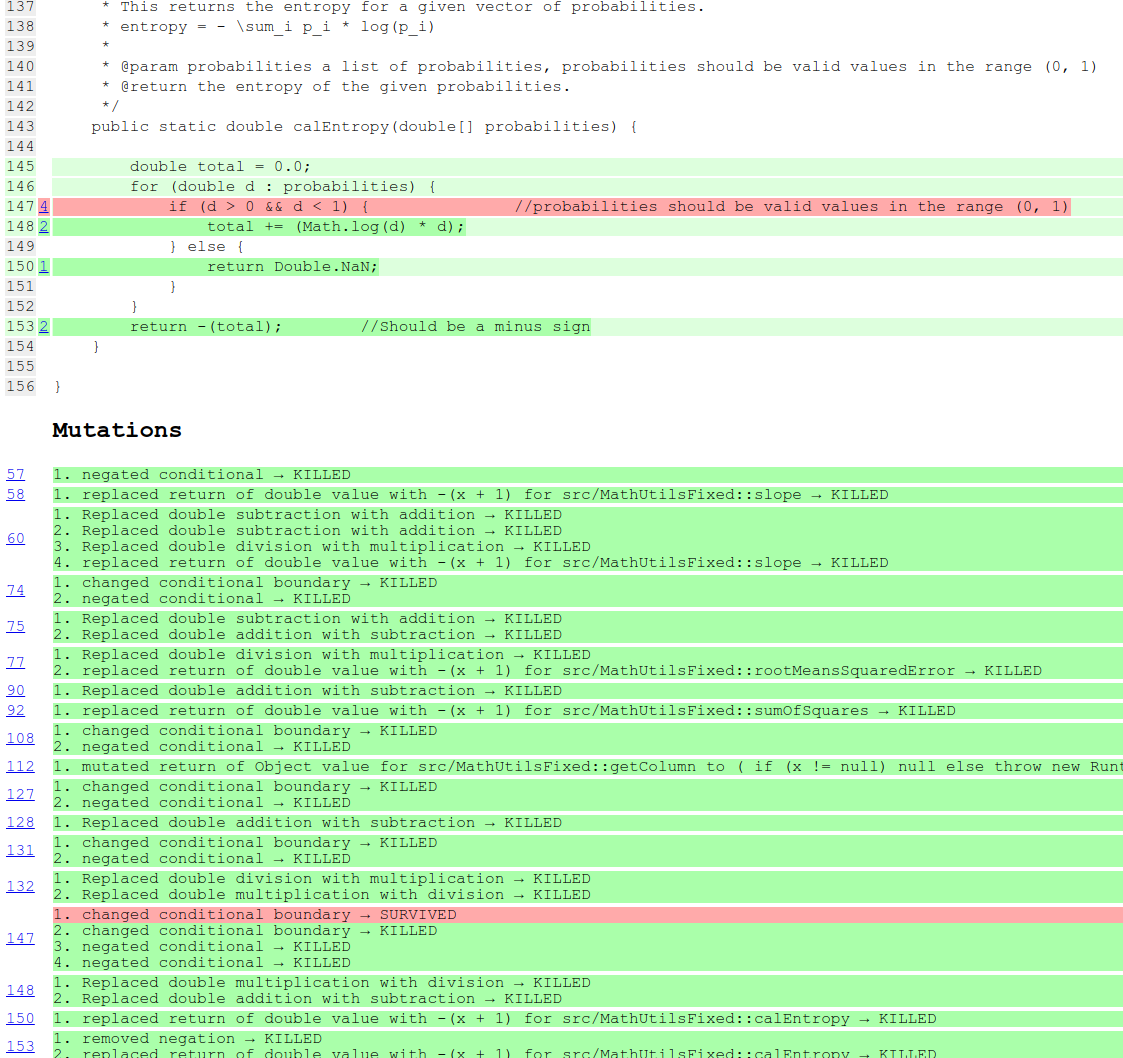 137 * This returns the entropy for a given vector of probabilities.
138 * entropy = - \sum_i p_i * log(p_i)
139 *
140 * @param probabilities a list of probabilities, probabilities should be valid values in the range (0, 1)
141 * @return the entropy of the given probabilities.
142 */
143 public static double calEntropy(double[] probabilities) {
144
145 double total = 0.0;
146 for (double d : probabilities) {
147 4 if (d > 0 && d < 1) { //probabilities should be valid values in the range (0, 1)
148 2 total += (Math.log(d) * d);
149 } else {
150 1 return Double.NaN;
151 }
152 }
153 2 return -(total); //Should be a minus sign
154 }
155
156 }
Mutations
57 1. negated conditional → KILLED
58 1. replaced return of double value with -(x + 1) for src/MathUtilsFixed::slope → KILLED
60 1. Replaced double subtraction with addition → KILLED
2. Replaced double subtraction with addition → KILLED
3. Replaced double division with multiplication → KILLED
4. replaced return of double value with -(x + 1) for src/MathUtilsFixed::slope → KILLED
74 1. changed conditional boundary → KILLED
2. negated conditional → KILLED
75 1. Replaced double subtraction with addition → KILLED
2. Replaced double addition with subtraction → KILLED
77 1. Replaced double division with multiplication → KILLED
2. replaced return of double value with -(x + 1) for src/MathUtilsFixed::rootMeansSquaredError → KILLED
90 1. Replaced double addition with subtraction → KILLED
92 1. replaced return of double value with -(x + 1) for src/MathUtilsFixed::sumOfSquares → KILLED
108 1. changed conditional boundary → KILLED
2. negated conditional → KILLED
112 1. mutated return of Object value for src/MathUtilsFixed::getColumn to ( if (x != null) null else throw new Runt
127 1. changed conditional boundary → KILLED
2. negated conditional → KILLED
128 1. Replaced double addition with subtraction → KILLED
131 1. changed conditional boundary → KILLED
2. negated conditional → KILLED
132 1. Replaced double division with multiplication → KILLED
2. Replaced double multiplication with division → KILLED
147 1. changed conditional boundary → SURVIVED
2. changed conditional boundary → KILLED
3. negated conditional → KILLED
4. negated conditional → KILLED
148 1. Replaced double multiplication with division → KILLED
2. Replaced double addition with subtraction → KILLED
150 1. replaced return of double value with -(x + 1) for src/MathUtilsFixed::calEntropy → KILLED
153 1. removed negation → KILLED
2. replaced return of double value with -(x + 1) for src/MathUtilsFixed::calEntropy → KILLED